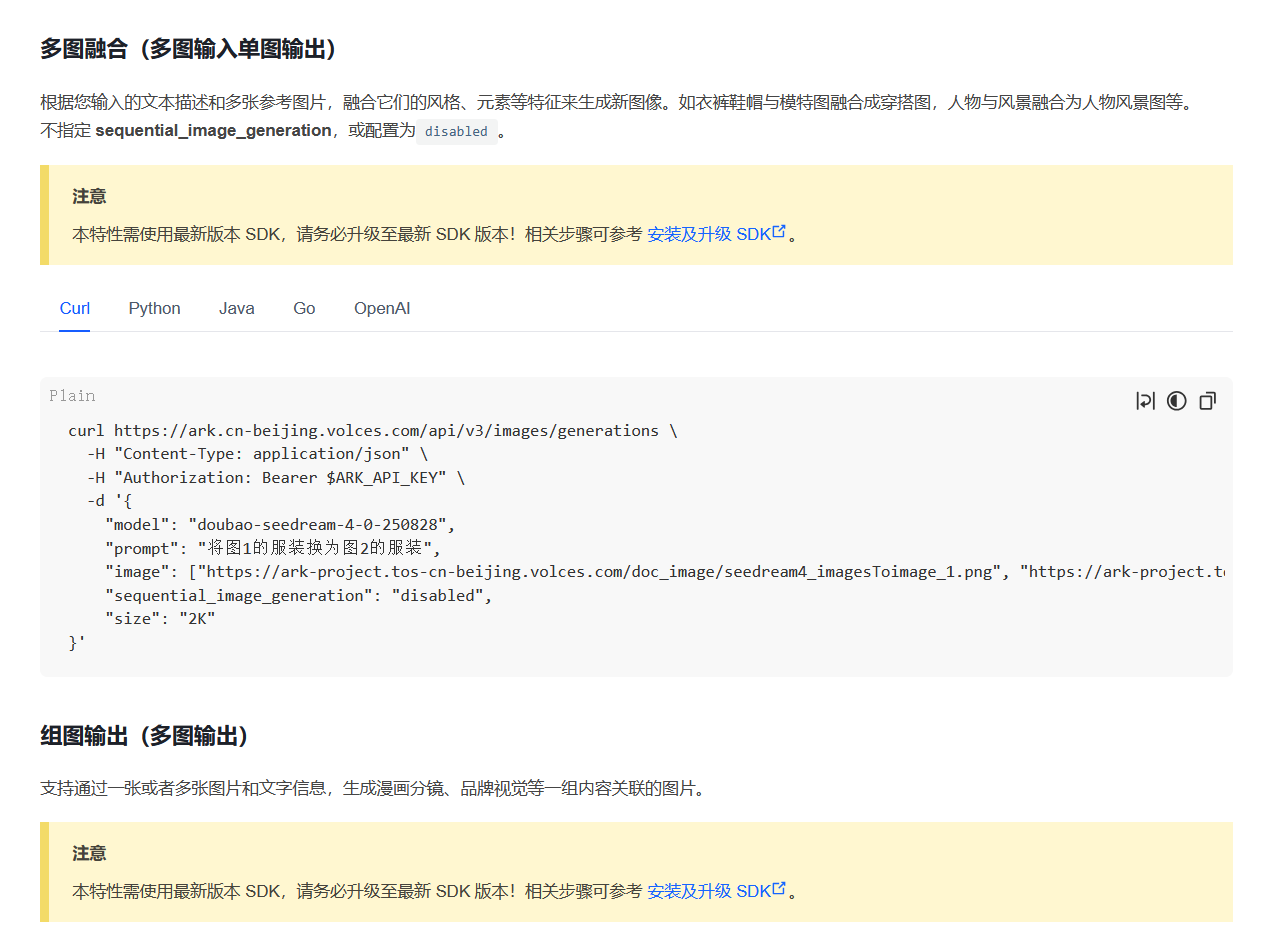 多图融合（多图输入单图输出）
根据您输入的文本描述和多张参考图片，融合它们的风格、元素等特征来生成新图像。如衣裤鞋帽与模特图融合成穿搭图，人物与风景融合为人物风景图等。
不指定 sequential_image_generation，或配置为 disabled 。
注意
本特性需使用最新版本 SDK，请务必升级至最新 SDK 版本！相关步骤可参考 安装及升级 SDK。
Curl Python Java Go OpenAI
Plain
curl https://ark.cn-beijing.volces.com/api/v3/images/generations \
  -H "Content-Type: application/json" \
  -H "Authorization: Bearer $ARK_API_KEY" \
  -d '{
    "model": "doubao-seedream-4-0-250828",
    "prompt": "将图1的服装换为图2的服装",
    "image": ["https://ark-project.tos-cn-beijing.volces.com/doc_image/seedream4_imagesToimage_1.png", "https://ark-project.t
    "sequential_image_generation": "disabled",
    "size": "2K"
}'
组图输出（多图输出）
支持通过一张或者多张图片和文字信息，生成漫画分镜、品牌视觉等一组内容关联的图片。
注意
本特性需使用最新版本 SDK，请务必升级至最新 SDK 版本！相关步骤可参考 安装及升级 SDK。